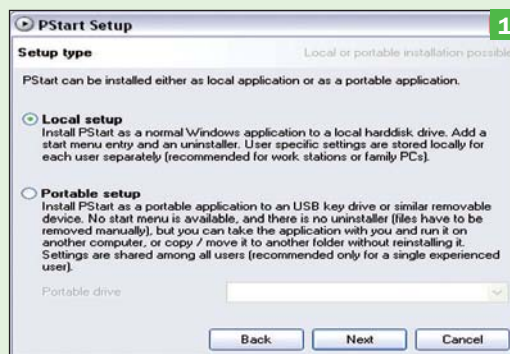 PStart Setup
1
Setup type
Local or portable installation possible
PStart can be installed either as local application or as a portable application.
Local setup
Install PStart as a normal Windows application to a local harddisk drive. Add a
start menu entry and an uninstaller. User specific settings are stored locally for
each user separately (recommended for work stations or family PCs).
Portable setup
Install PStart as a portable application to an USB key drive or similar removable
device. No start menu is available, and there is no uninstaller (files have to be
removed manually), but you can take the application with you and run it on
another computer, or copy / move it to another folder without reinstalling it.
Settings are shared among all users (recommended only for a single experienced
user).
Portable drive
Back
Next
Cancel